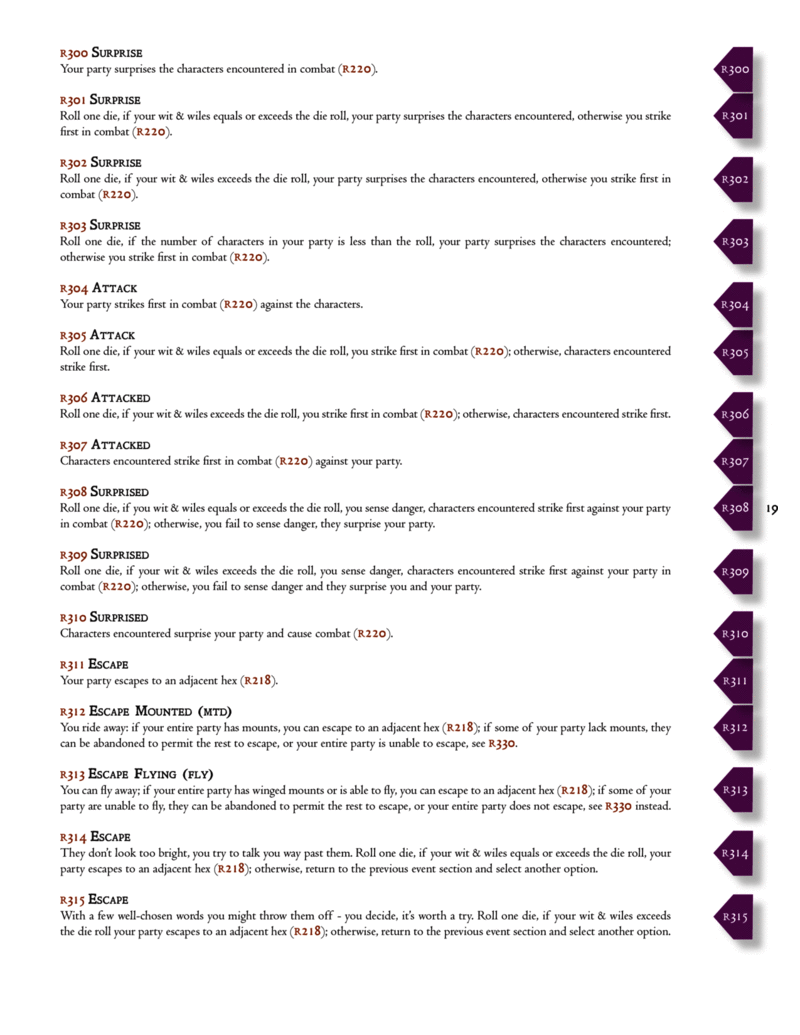 R300 Surprise
Your party surprises the characters encountered in combat (R220).
R300
R301 Surprise
Roll one die, if your wit & wiles equals or exceeds the die roll, your party surprises the characters encountered, otherwise you strike
first in combat (R220).
R301
R302 Surprise
Roll one die, if your wit & wiles exceeds the die roll, your party surprises the characters encountered, otherwise you strike first in
combat (R220).
R302
R303 Surprise
Roll one die, if the number of characters in your party is less than the roll, your party surprises the characters encountered;
otherwise you strike first in combat (R220).
R303
R304 Attack
Your party strikes first in combat (R220) against the characters.
R304
R305 Attack
Roll one die, if your wit & wiles equals or exceeds the die roll, you strike first in combat (R220); otherwise, characters encountered
strike first.
R305
R306 Attacked
Roll one die, if your wit & wiles exceeds the die roll, you strike first in combat (R220); otherwise, characters encountered strike first.
R306
R307 Attacked
Characters encountered strike first in combat (R220) against your party.
R307
R308 Surprised
Roll one die, if you wit & wiles equals or exceeds the die roll, you sense danger, characters encountered strike first against your party
in combat (R220); otherwise, you fail to sense danger, they surprise your party.
R308
19
R309 Surprised
Roll one die, if your wit & wiles exceeds the die roll, you sense danger, characters encountered strike first against your party in
combat (R220); otherwise, you fail to sense danger and they surprise you and your party.
R309
R310 Surprised
Characters encountered surprise your party and cause combat (R220).
R310
R311 Escape
Your party escapes to an adjacent hex (R218).
R311
R312 Escape Mounted (mtd)
You ride away: if your entire party has mounts, you can escape to an adjacent hex (R218); if some of your party lack mounts, they
can be abandoned to permit the rest to escape, or your entire party is unable to escape, see R330.
R312
R313 Escape Flying (fly)
You can fly away; if your entire party has winged mounts or is able to fly, you can escape to an adjacent hex (R218); if some of your
party are unable to fly, they can be abandoned to permit the rest to escape, or your entire party does not escape, see R330 instead.
R313
R314 Escape
They don't look too bright, you try to talk you way past them. Roll one die, if your wit & wiles equals or exceeds the die roll, your
party escapes to an adjacent hex (R218); otherwise, return to the previous event section and select another option.
R314
R315 Escape
With a few well-chosen words you might throw them off - you decide, it's worth a try. Roll one die, if your wit & wiles exceeds
the die roll your party escapes to an adjacent hex (R218); otherwise, return to the previous event section and select another option.
R315